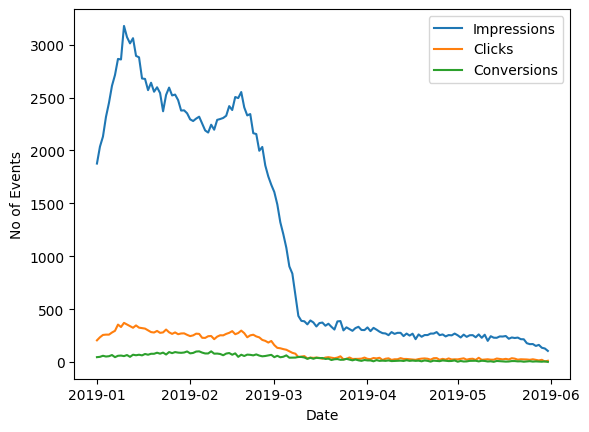 Impressions
Clicks
Conversions
No of Events
3000
2500
2000
1500
1000
500
0
2019-01
2019-02
2019-03
2019-04
2019-05
2019-06
Date